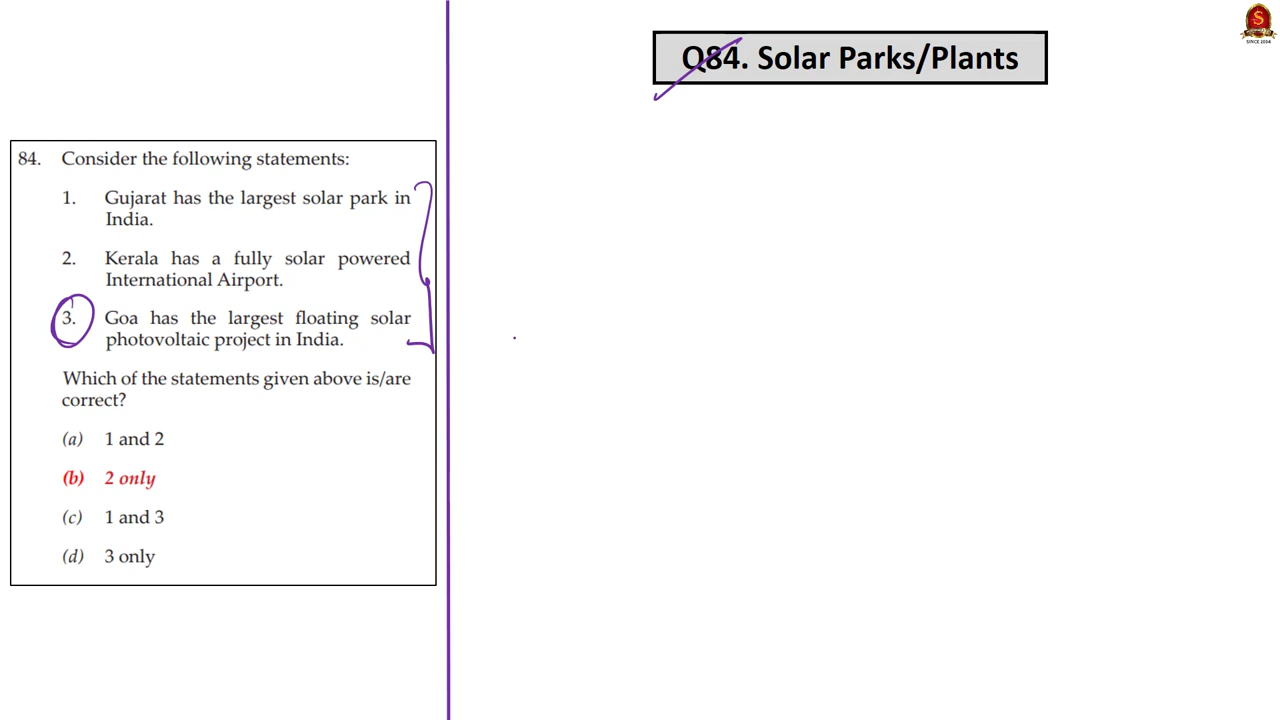 Q84. Solar Parks/Plants
SINCE 2004
84. Consider the following statements:
1. Gujarat has the largest solar park in
India.
2. Kerala has a fully solar powered
International Airport.
3. Goa has the largest floating solar
photovoltaic project in India.
Which of the statements given above is/are
correct?
(a) 1 and 2
(b) 2 only
(c) 1 and 3
(d) 3 only